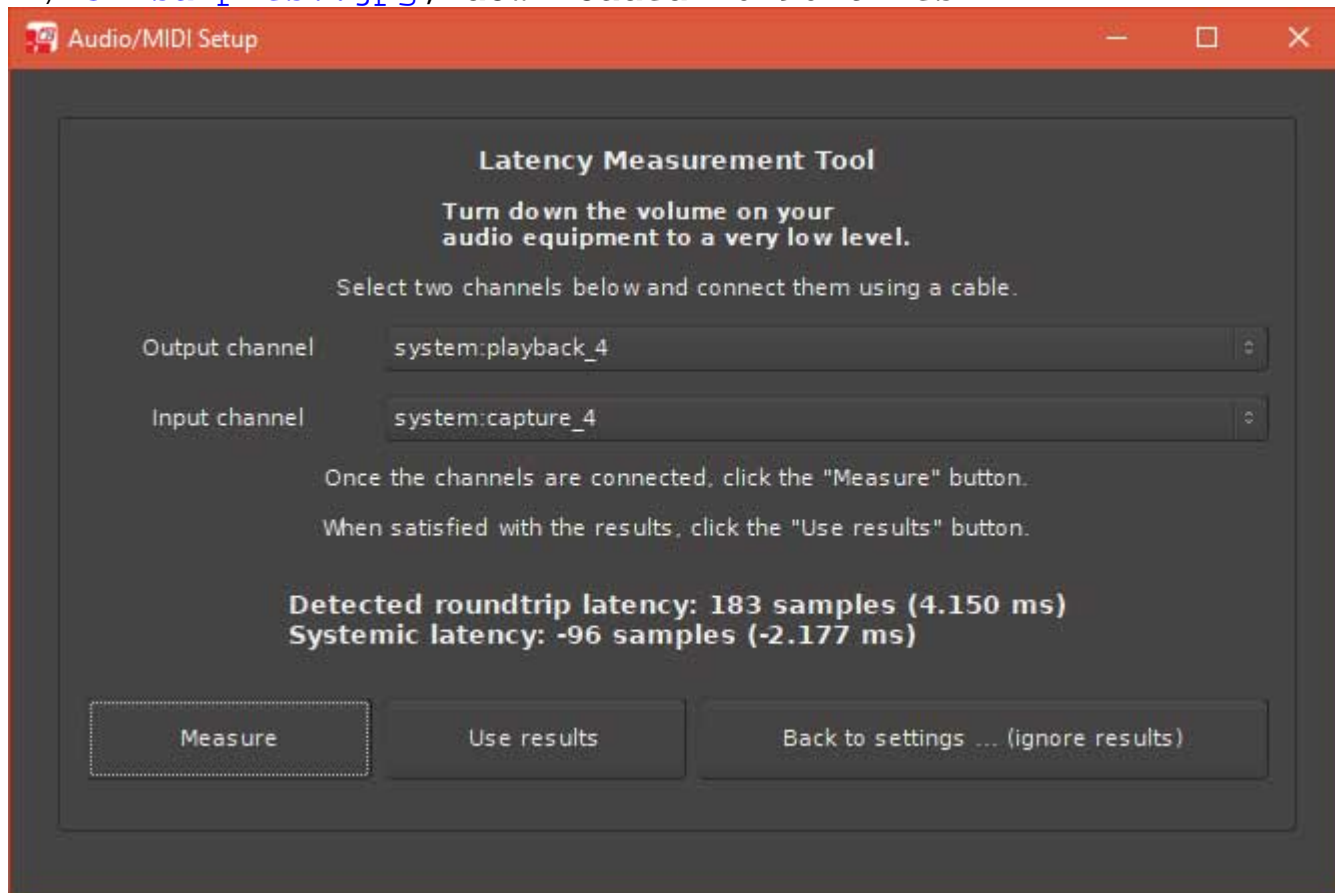 Audio/MIDI Setup
Latency Measurement Tool
Turn down the volume on your
audio equipment to a very low level.
Select two channels below and connect them using a cable.
Output channel system:playback_4
Input channel system:capture_4
Once the channels are connected, click the "Measure" button.
When satisfied with the results, click the "Use results" button.
Detected roundtrip latency: 183 samples (4.150 ms)
Systemic latency: -96 samples (-2.177 ms)
Measure Use results Back to settings ... (ignore results)